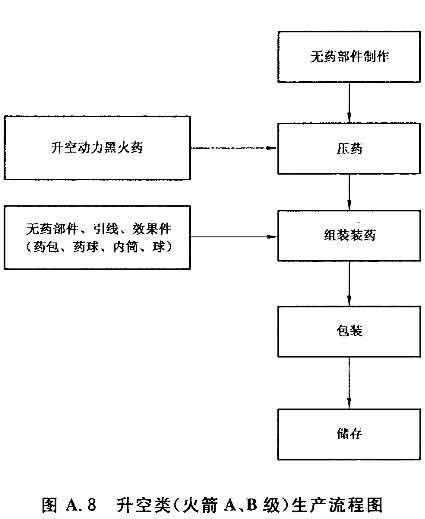 无药部件制作
升空动力黑火药
压药
无药部件、引线、效果件
(药包、药球、内筒、球)
组装装药
包装
储存
图 A.8 升空类(火箭 A、B 级)生产流程图